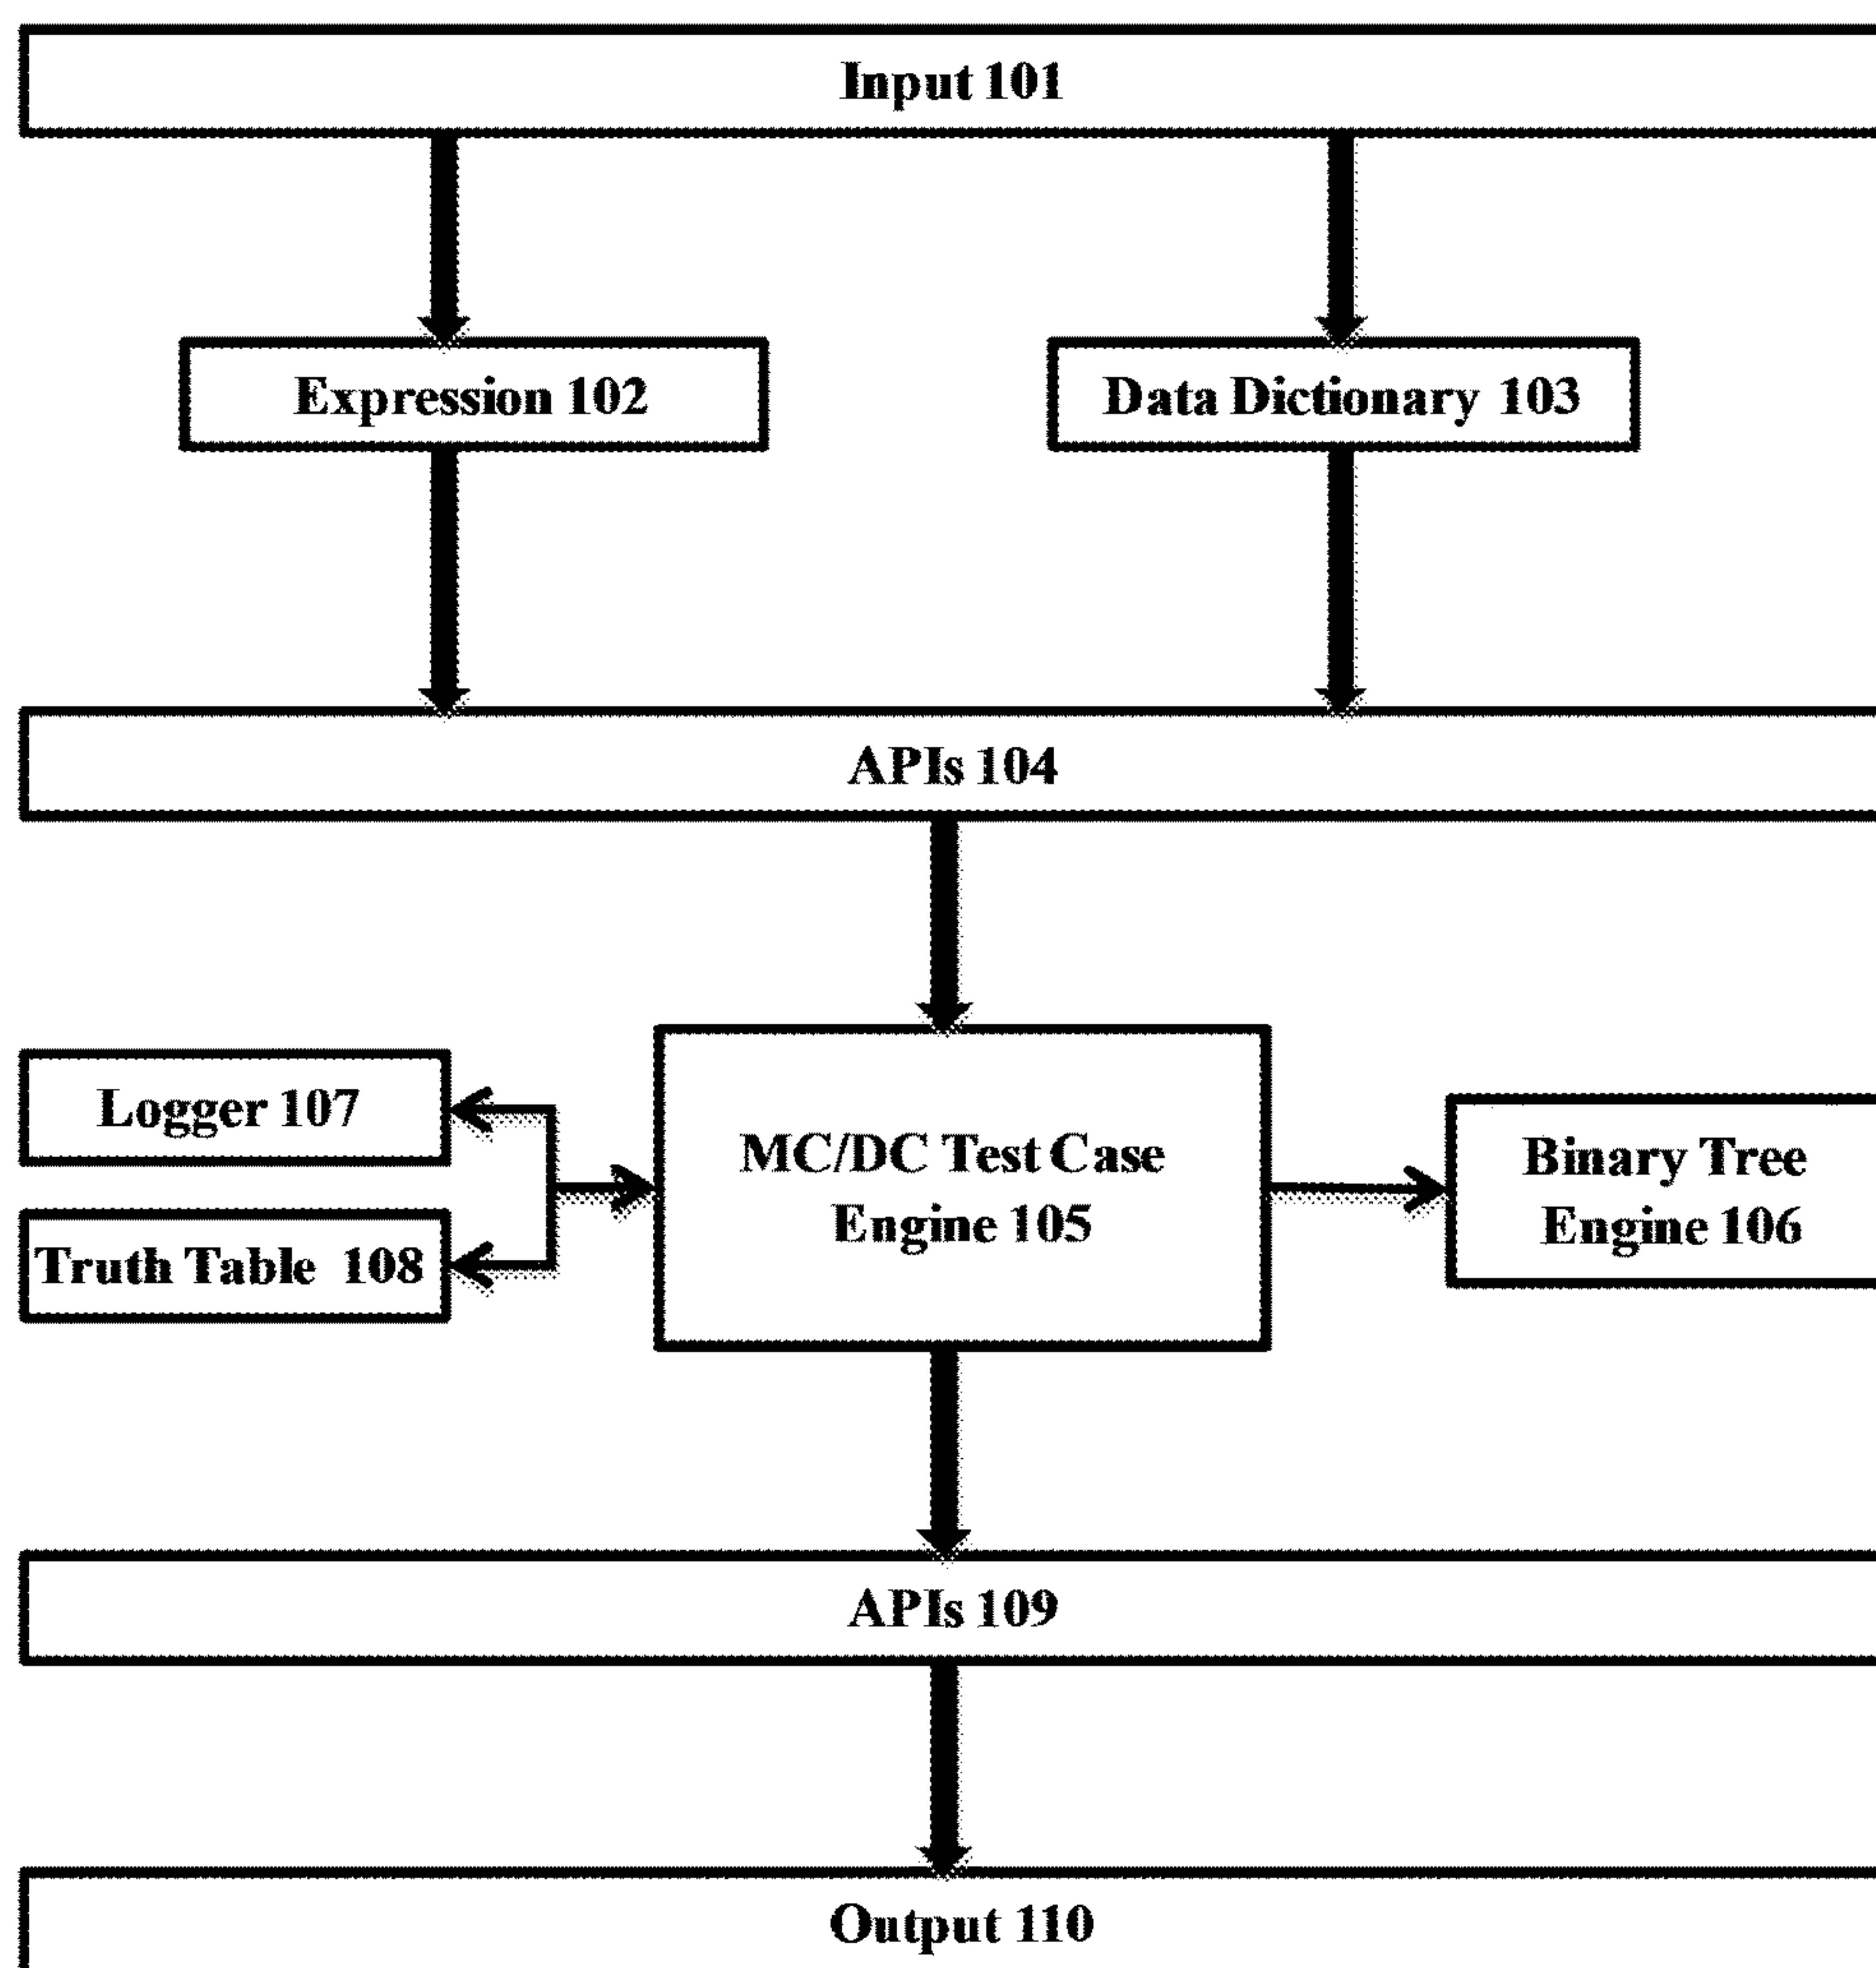 Input 101
Expression 102
Data Dictionary 103
APIs 104
Logger 107
Truth Table 108
MC/DC Test Case
Engine 105
Binary Tree
Engine 106
APIs 109
Output 110